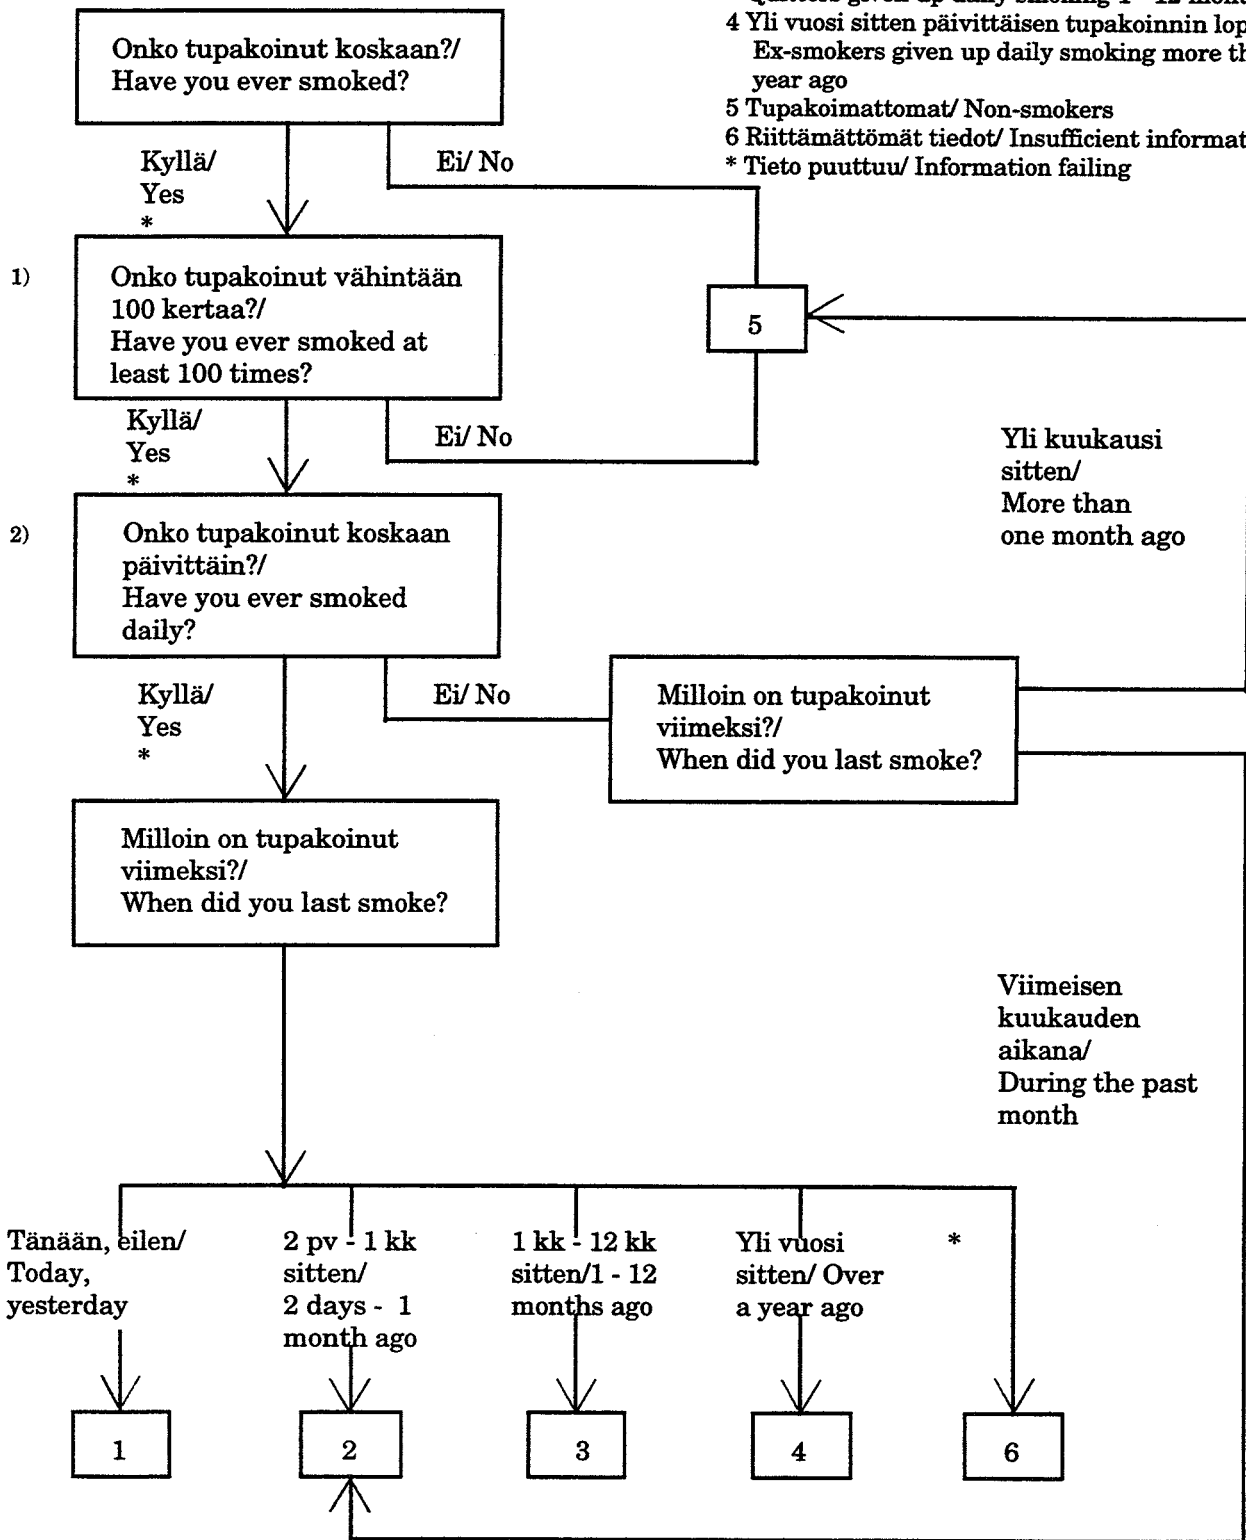 Onko tupakoinut koskaan?/
Have you ever smoked?
4 Yli vuosi sitten päivittäisen tupakoinnin
Ex-smokers given up daily smoking more
year ago
5 Tupakoimattomat/ Non-smokers
6 Riittämättömät tiedot/ Insufficient
* Tieto puuttuu/ Information failing
Kyllä/
Yes
*
Ei/ No
1)
Onko tupakoinut vähintään
100 kertaa?/
Have you ever smoked at
least 100 times?
5
Kyllä/
Yes
*
Ei/ No
Yli kuukausi
sitten/
More than
one month ago
2)
Onko tupakoinut koskaan
päivittäin?/
Have you ever smoked
daily?
Kyllä/
Yes
*
Ei/ No
Milloin on tupakoinut
viimeksi?/
When did you last smoke?
Milloin on tupakoinut
viimeksi?/
When did you last smoke?
Viimeisen
kuukauden
aikana/
During the past
month
Tänään, eilen/
Today,
yesterday
2 pv - 1 kk
sitten/
2 days - 1
month ago
1 kk - 12 kk
sitten/1 - 12
months ago
Yli vuosi
sitten/ Over
a year ago
*
1
2
3
4
6